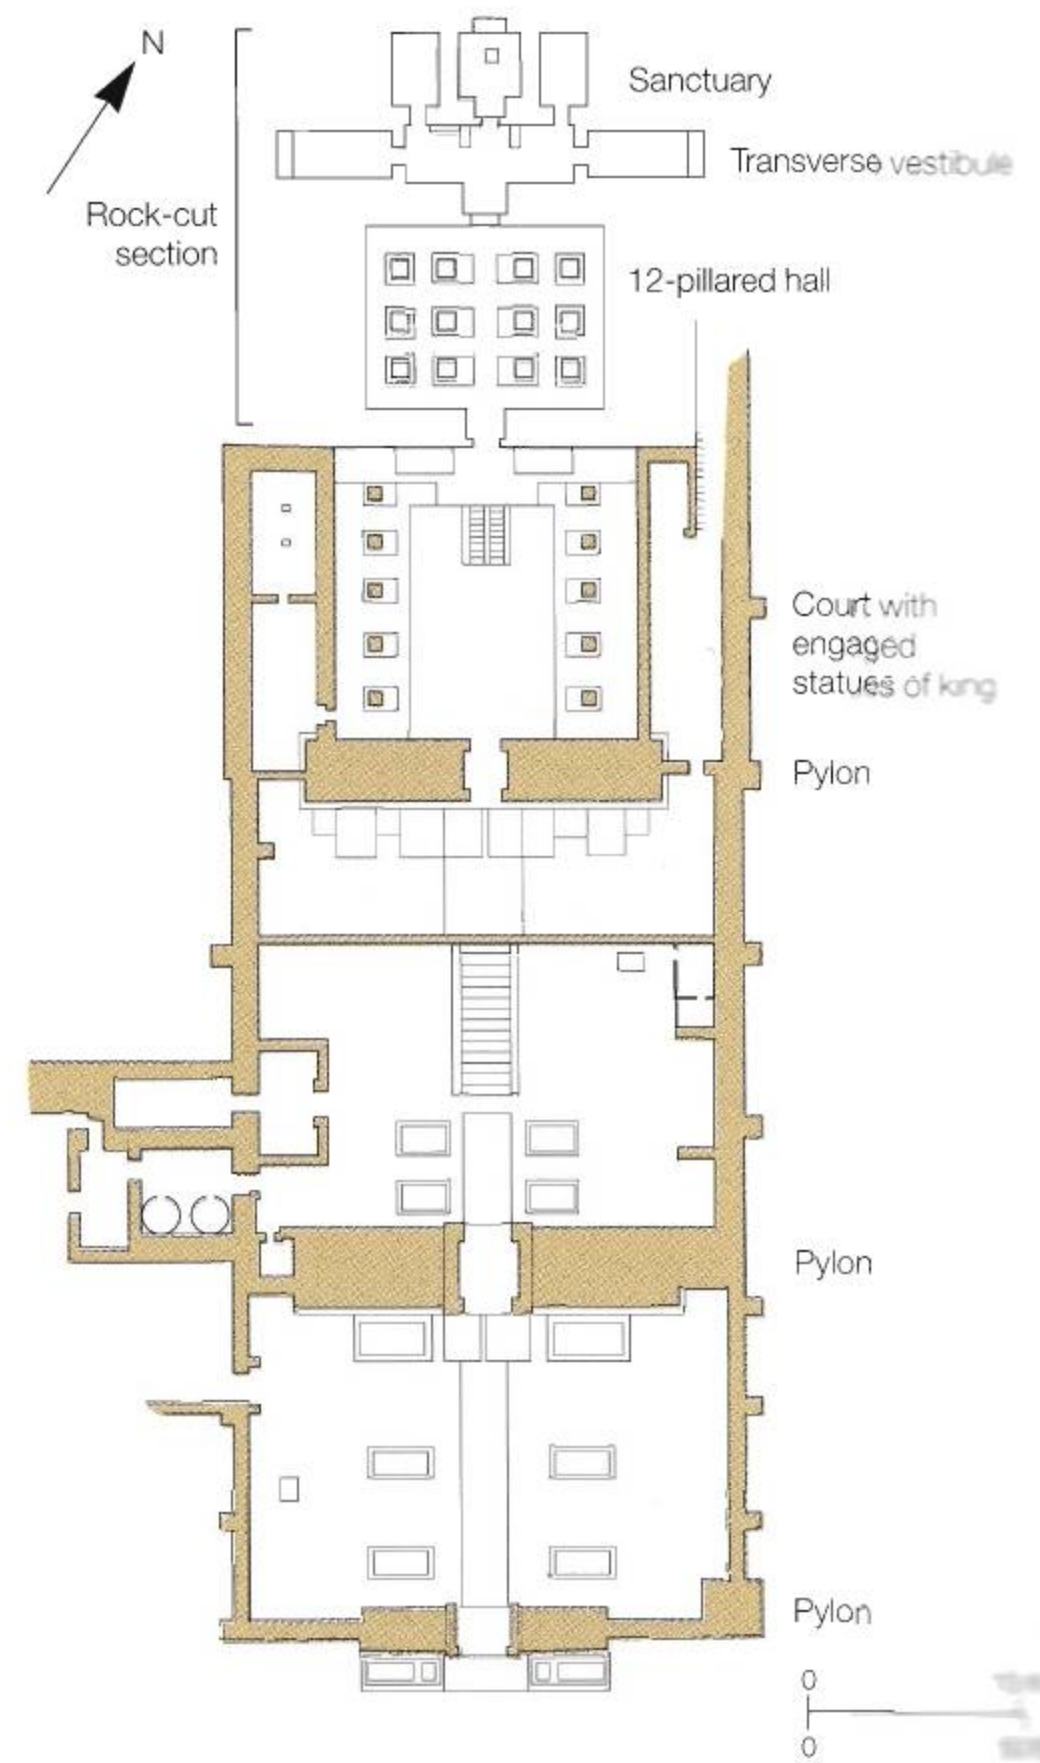 N
Sanctuary
Transverse vestibule
Rock-cut
section
12-pillared hall
Court with
engaged
statues of king
Pylon
Pylon
Pylon
0
0